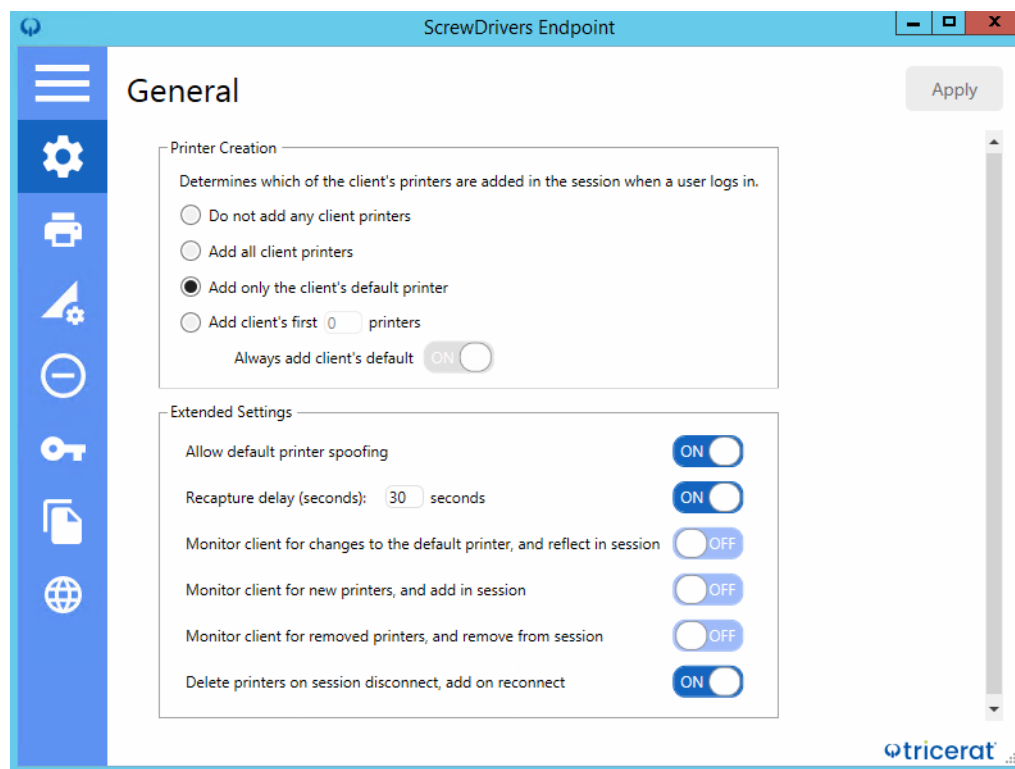 ScrewDrivers Endpoint
General
Apply
Printer Creation
Determines which of the client's printers are added in the session when a user logs in.
Do not add any client printers
Add all client printers
Add only the client's default printer
Add client's first 0 printers
Always add client's default ON
Extended Settings
Allow default printer spoofing ON
Recapture delay (seconds): 30 seconds ON
Monitor client for changes to the default printer, and reflect in session OFF
Monitor client for new printers, and add in session OFF
Monitor client for removed printers, and remove from session OFF
Delete printers on session disconnect, add on reconnect ON
tricerat